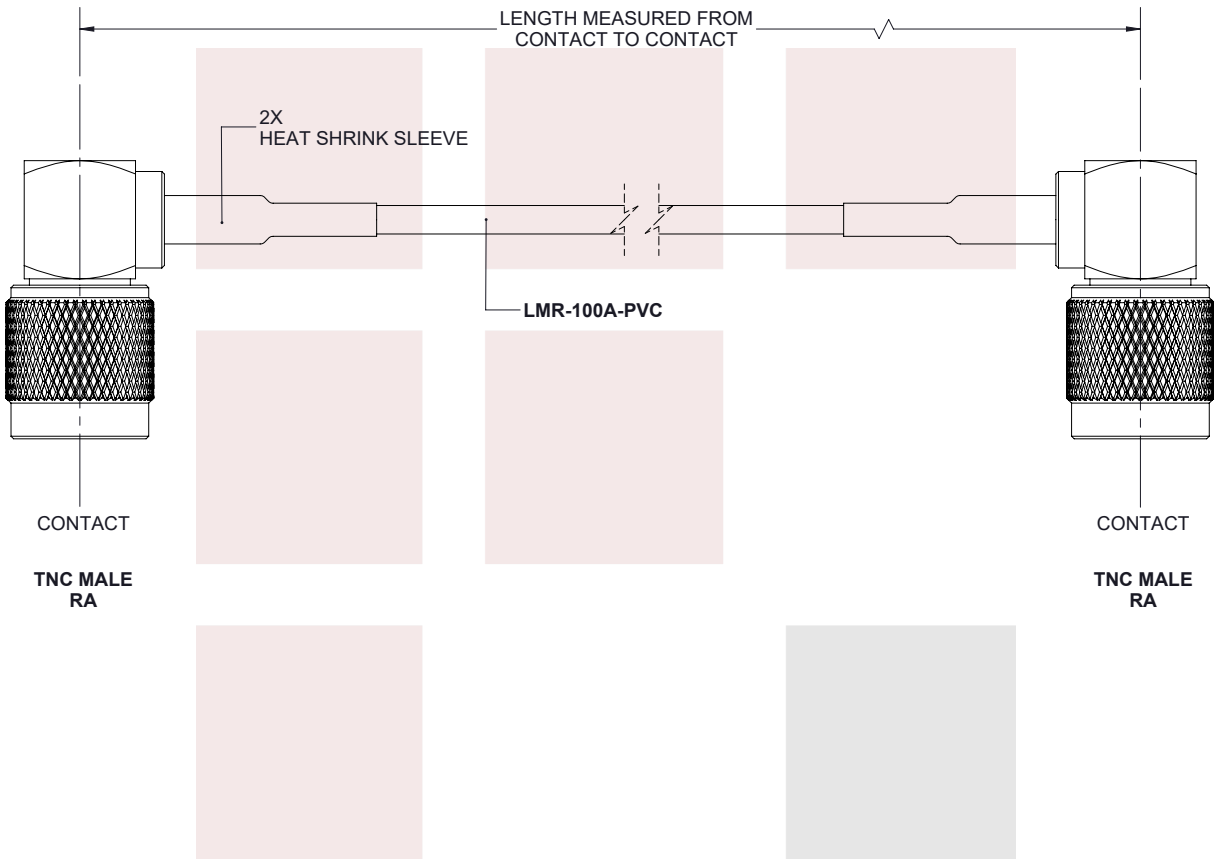 LENGTH MEASURED FROM
CONTACT TO CONTACT
2X
HEAT SHRINK SLEEVE
LMR-100A-PVC
CONTACT
TNC MALE
RA
CONTACT
TNC MALE
RA